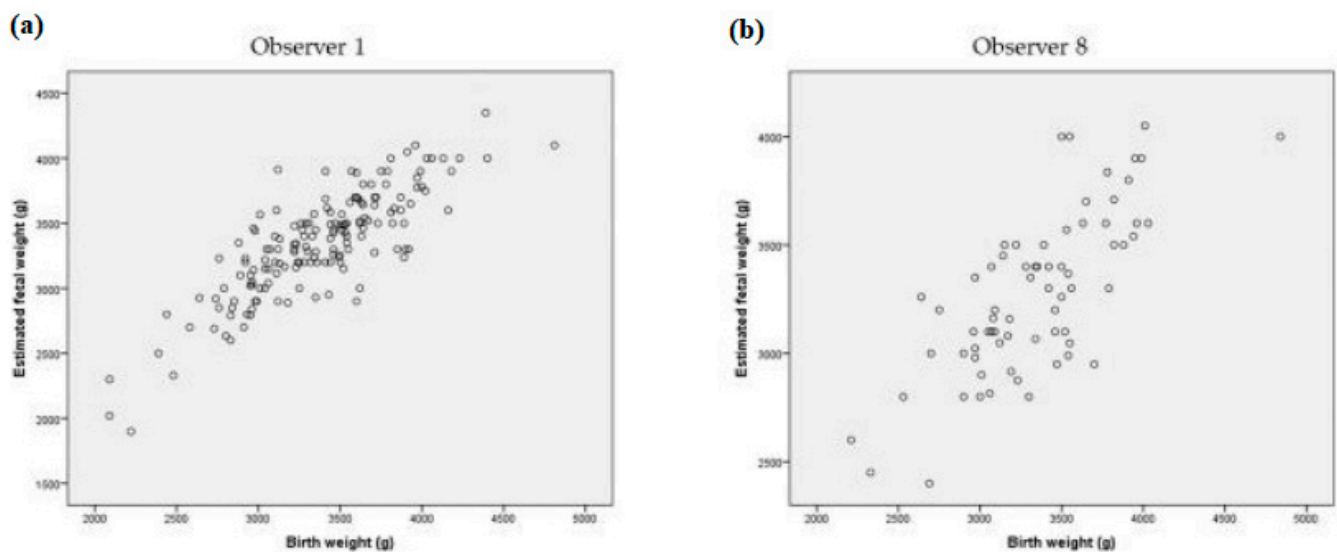 (a)
Observer 1
Estimated fetal weight (g)
4500
4000
3500
3000
2500
2000
1500
2000 2500 3000 3500 4000 4500 5000
Birth weight (g)
(b)
Observer 8
Estimated fetal weight (g)
4000
3500
3000
2500
2000 2500 3000 3500 4000 4500 5000
Birth weight (g)